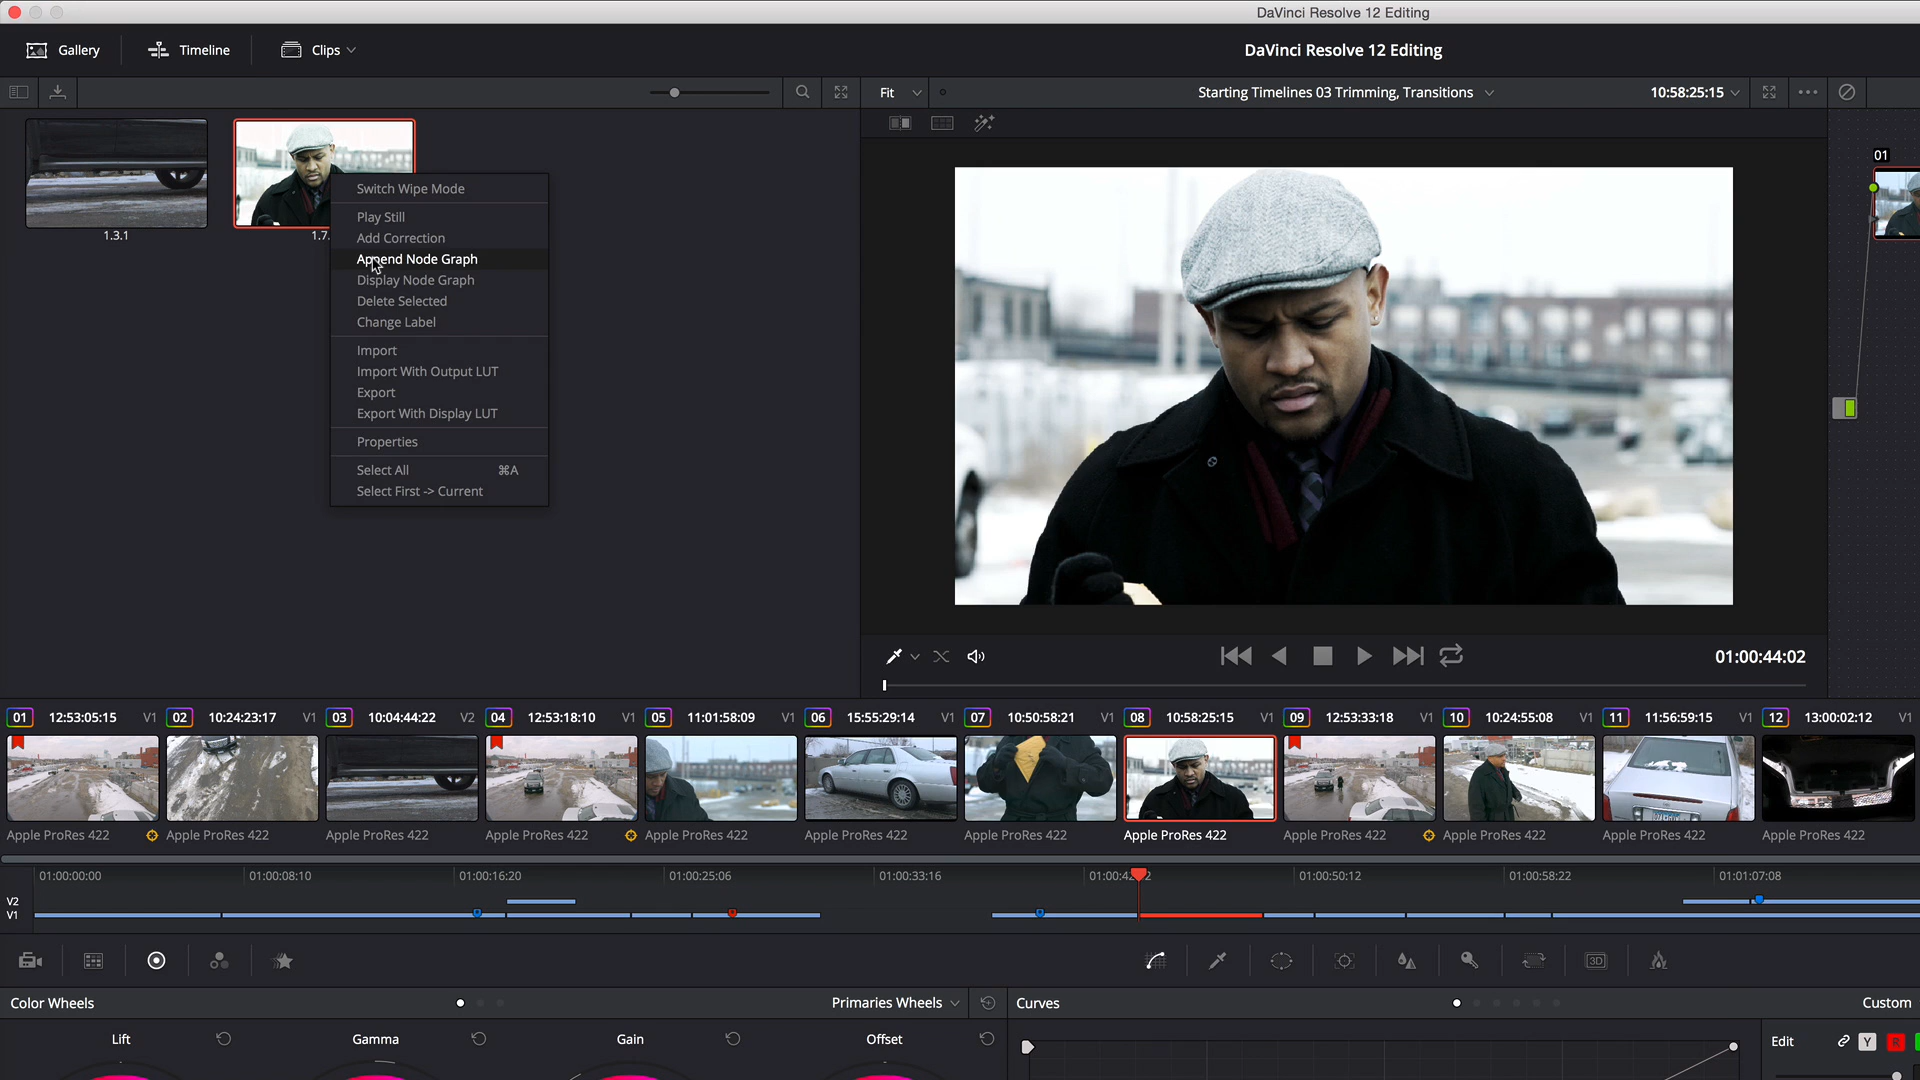 DaVinci Resolve 12 Editing
Gallery Timeline Clips DaVinci Resolve 12 Editing
Fit Starting Timelines 03 Trimming, Transitions 10:58:25:15
01
1.3.1
1.7.
Switch Wipe Mode
Play Still
Add Correction
Append Node Graph
Display Node Graph
Delete Selected
Change Label
Import
Import With Output LUT
Export
Export With Display LUT
Properties
Select All ⌘A
Select First -> Current
01:00:44:02
01 12:53:05:15 V1 02 10:24:23:17 V1 03 10:04:44:22 V2 04 12:53:18:10 V1 05 11:01:58:09 V1 06 15:55:29:14 V1 07 10:50:58:21 V1 08 10:58:25:15 V1 09 12:53:33:18 V1 10 10:24:55:08 V1 11 11:56:59:15 V1 12 13:00:02:12 V1
Apple ProRes 422 Apple ProRes 422 Apple ProRes 422 Apple ProRes 422 Apple ProRes 422 Apple ProRes 422 Apple ProRes 422 Apple ProRes 422 Apple ProRes 422 Apple ProRes 422 Apple ProRes 422 Apple ProRes 422
01:00:00:00 01:00:08:10 01:00:16:20 01:00:25:06 01:00:33:16 01:00:50:12 01:00:58:22 01:01:07:08
V2
V1
3D
Color Wheels Primaries Wheels Curves Custom
Lift Gamma Gain Offset Edit Y R